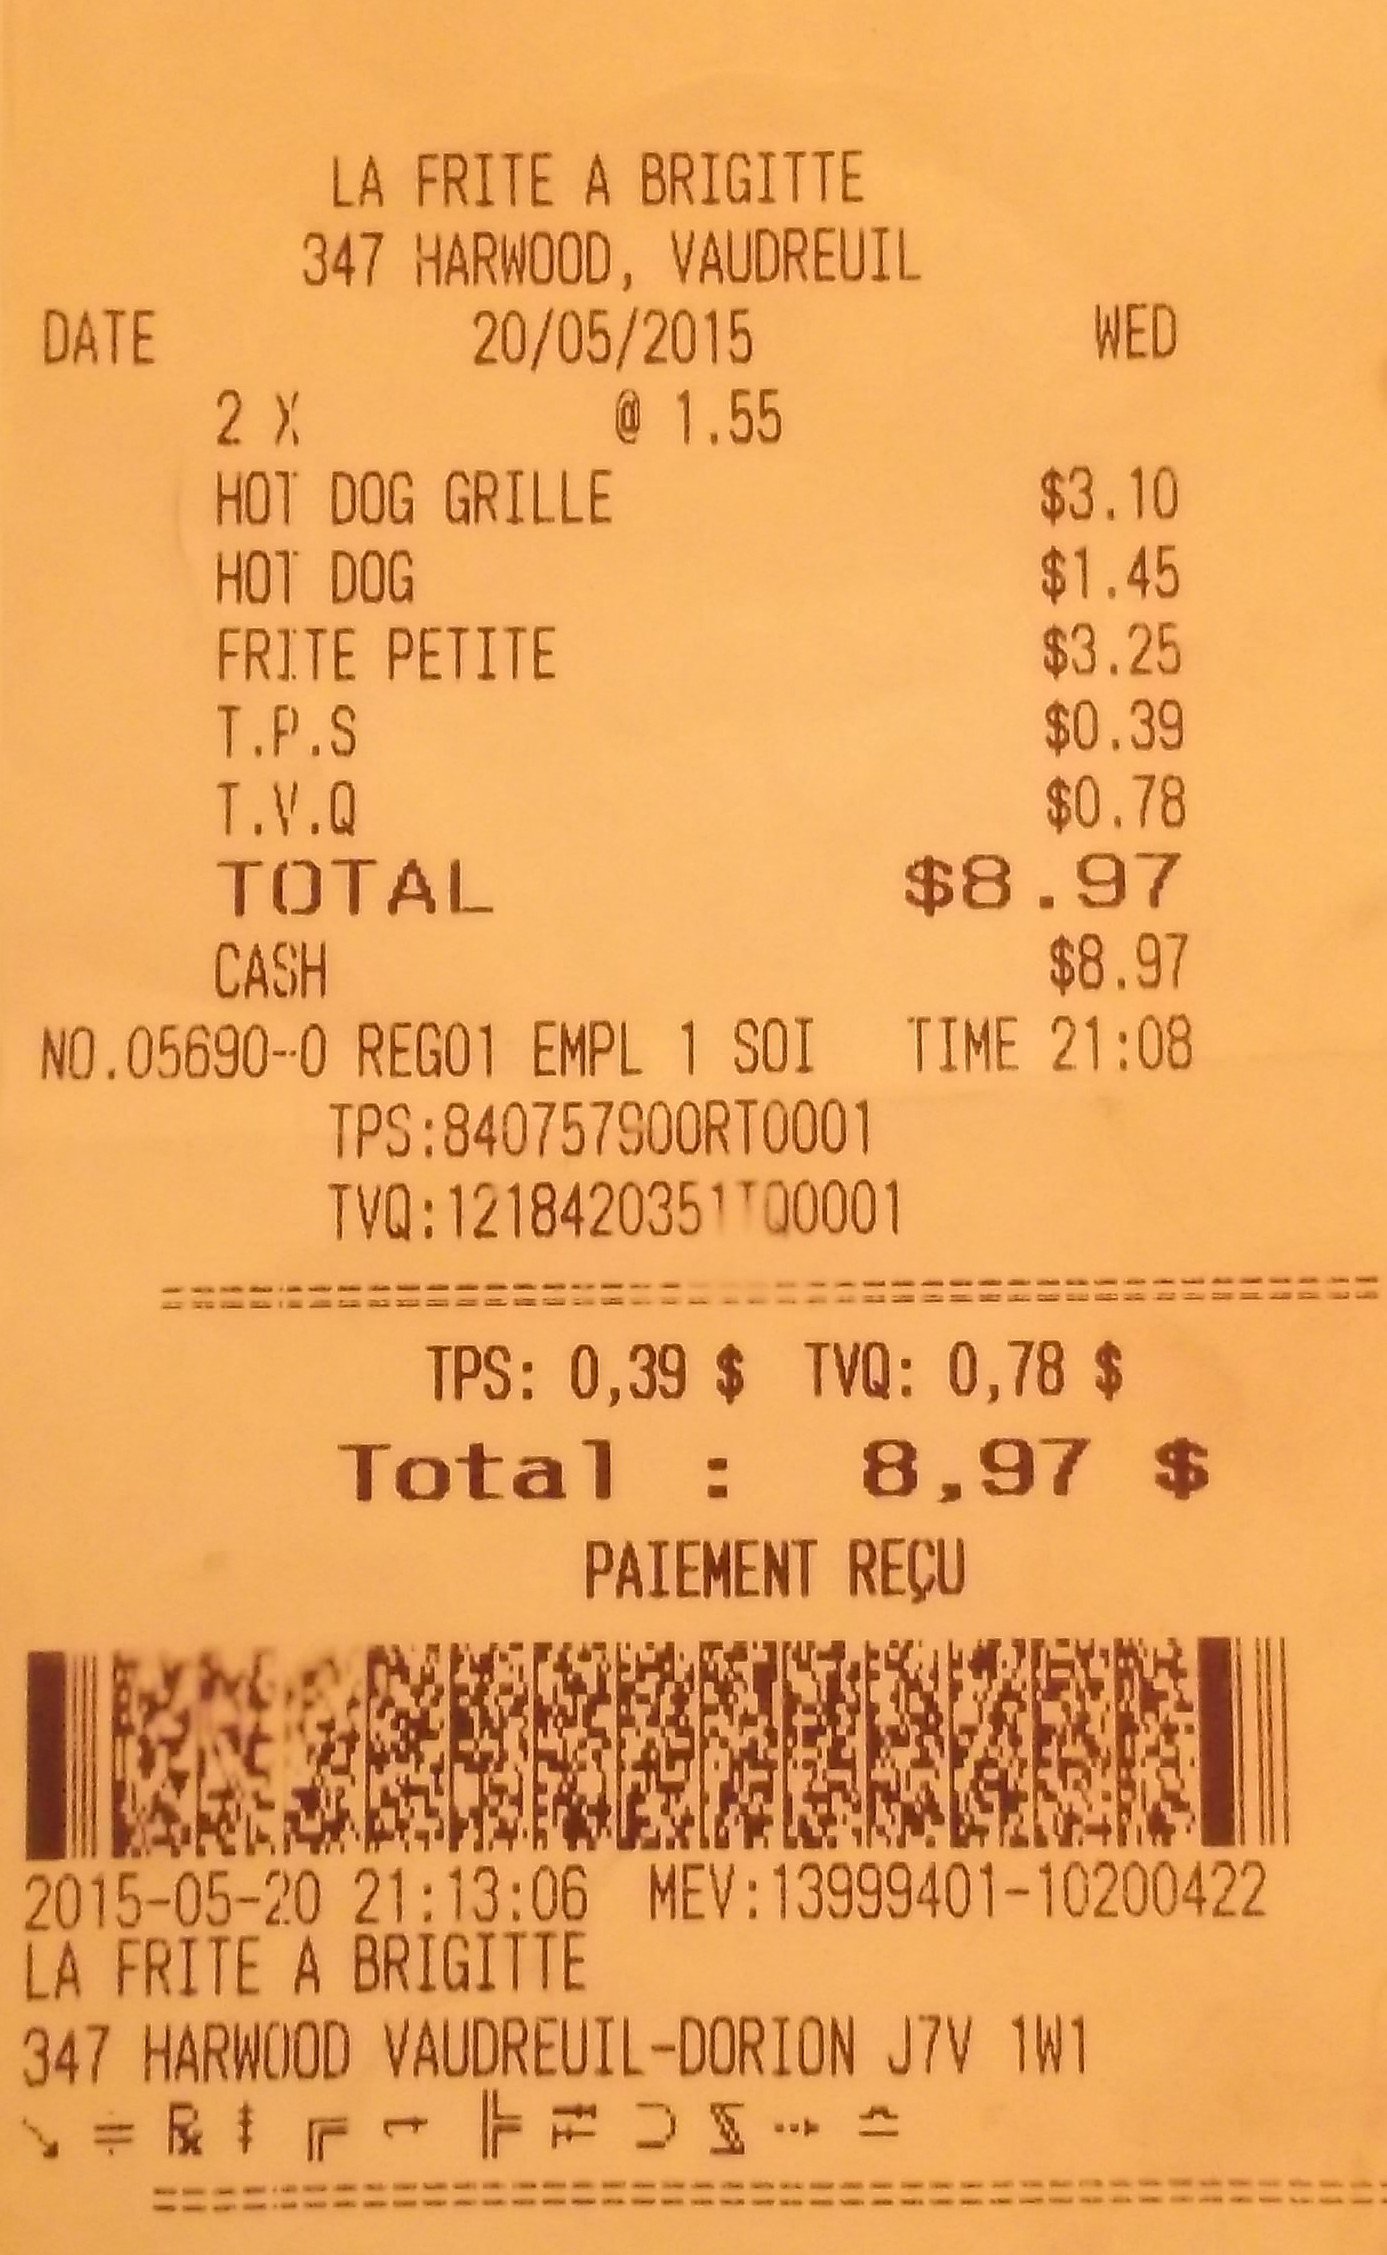 LA FRITE A BRIGITTE
347 HARWOOD, VAUDREUIL
DATE 20/05/2015 WED
2 X @ 1.55
HOT DOG GRILLE $3.10
HOT DOG $1.45
FRITE PETITE $3.25
T.P.S $0.39
T.V.Q $0.78
TOTAL $8.97
CASH $8.97
NO.05690-0 REG01 EMPL 1 SOI TIME 21:08
TPS:840757900RT0001
TVQ:1218420351TQ0001
TPS: 0,39 $ TVQ: 0,78 $
Total : 8,97 $
PAIEMENT REÇU
2015-05-20 21:13:06 MEV:13999401-10200422
LA FRITE A BRIGITTE
347 HARWOOD VAUDREUIL-DORION J7V 1W1